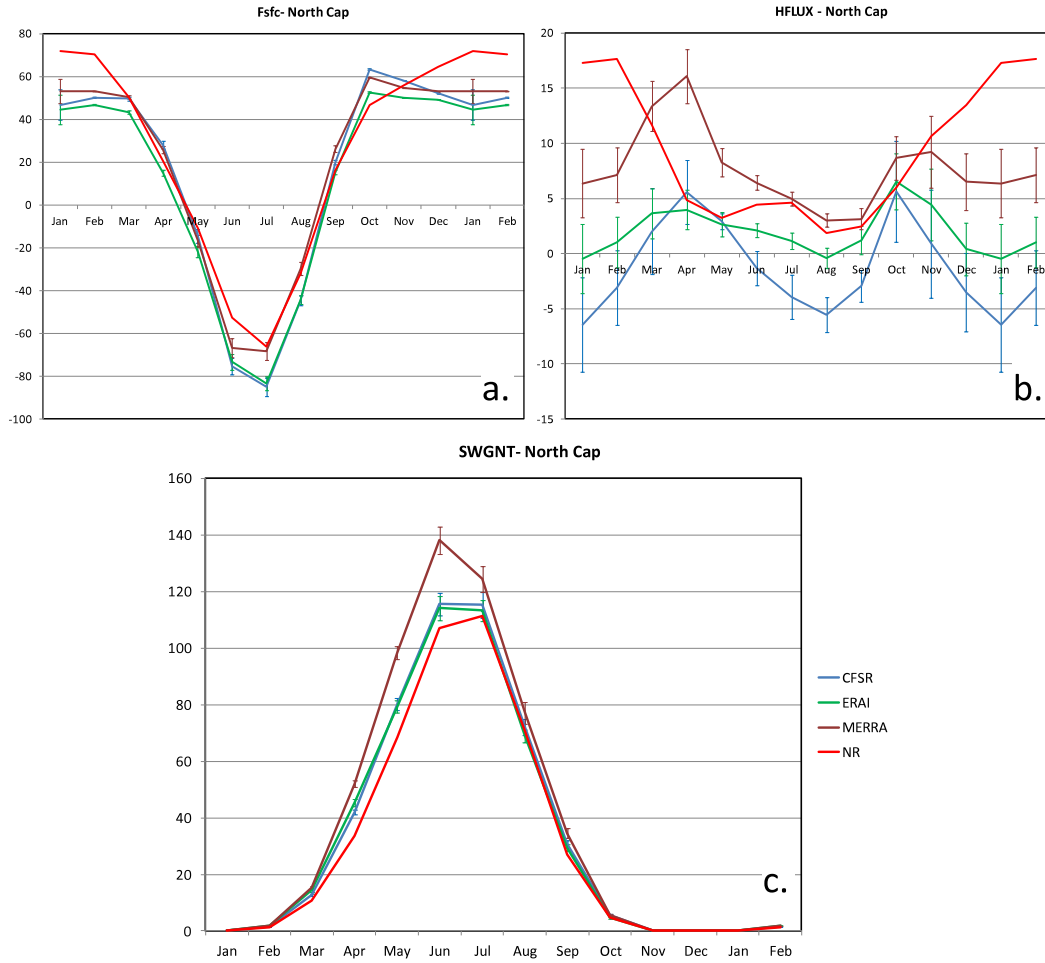 Fsfc- North Cap
80
60
40
20
0
-20
-40
-60
-80
-100
Jan Feb Mar Apr May Jun Jul Aug Sep Oct Nov Dec Jan Feb
a.
HFLUX - North Cap
20
15
10
5
0
-5
-10
-15
Jan Feb Mar Apr May Jun Jul Aug Sep Oct Nov Dec Jan Feb
b.
SWGNT- North Cap
160
140
120
100
80
60
40
20
0
Jan Feb Mar Apr May Jun Jul Aug Sep Oct Nov Dec Jan Feb
c.
CFSR
ERAI
MERRA
NR